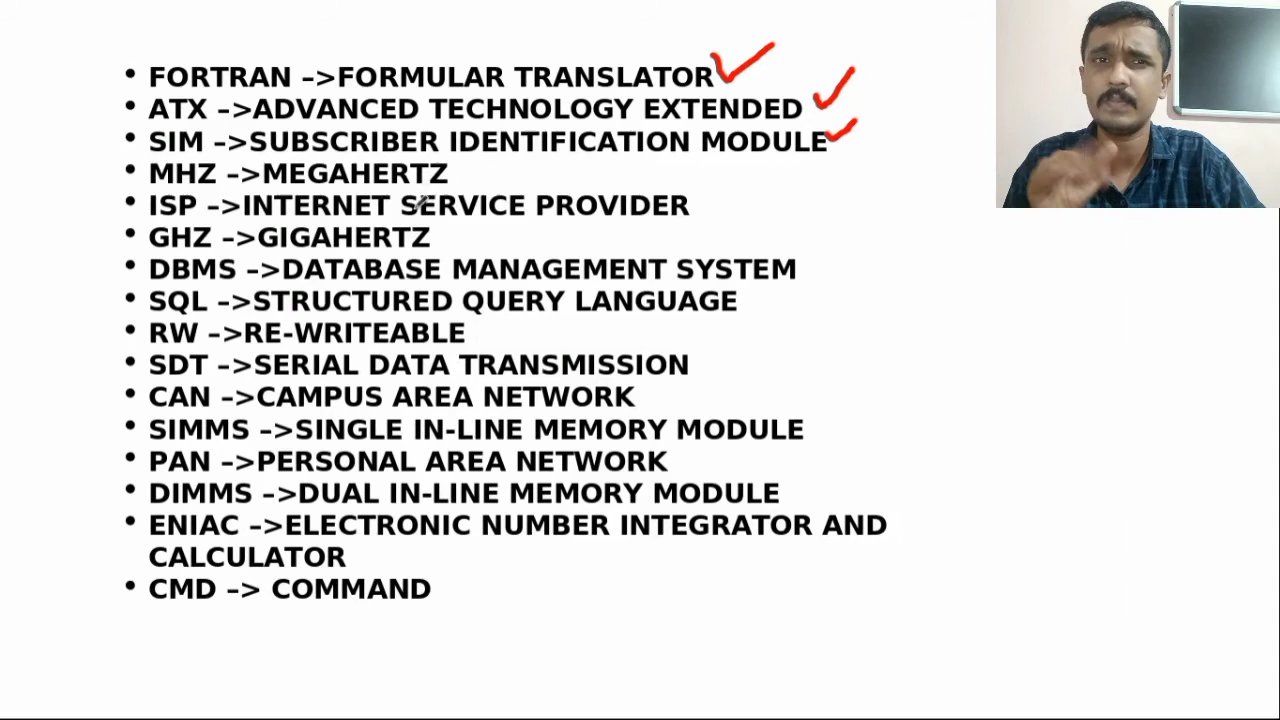 • FORTRAN –>FORMULAR TRANSLATOR
• ATX –>ADVANCED TECHNOLOGY EXTENDED
• SIM –>SUBSCRIBER IDENTIFICATION MODULE
• MHZ –>MEGAHERTZ
• ISP –>INTERNET SERVICE PROVIDER
• GHZ –>GIGAHERTZ
• DBMS –>DATABASE MANAGEMENT SYSTEM
• SQL –>STRUCTURED QUERY LANGUAGE
• RW –>RE-WRITEABLE
• SDT –>SERIAL DATA TRANSMISSION
• CAN –>CAMPUS AREA NETWORK
• SIMMS –>SINGLE IN-LINE MEMORY MODULE
• PAN –>PERSONAL AREA NETWORK
• DIMMS –>DUAL IN-LINE MEMORY MODULE
• ENIAC –>ELECTRONIC NUMBER INTEGRATOR AND
CALCULATOR
• CMD –> COMMAND